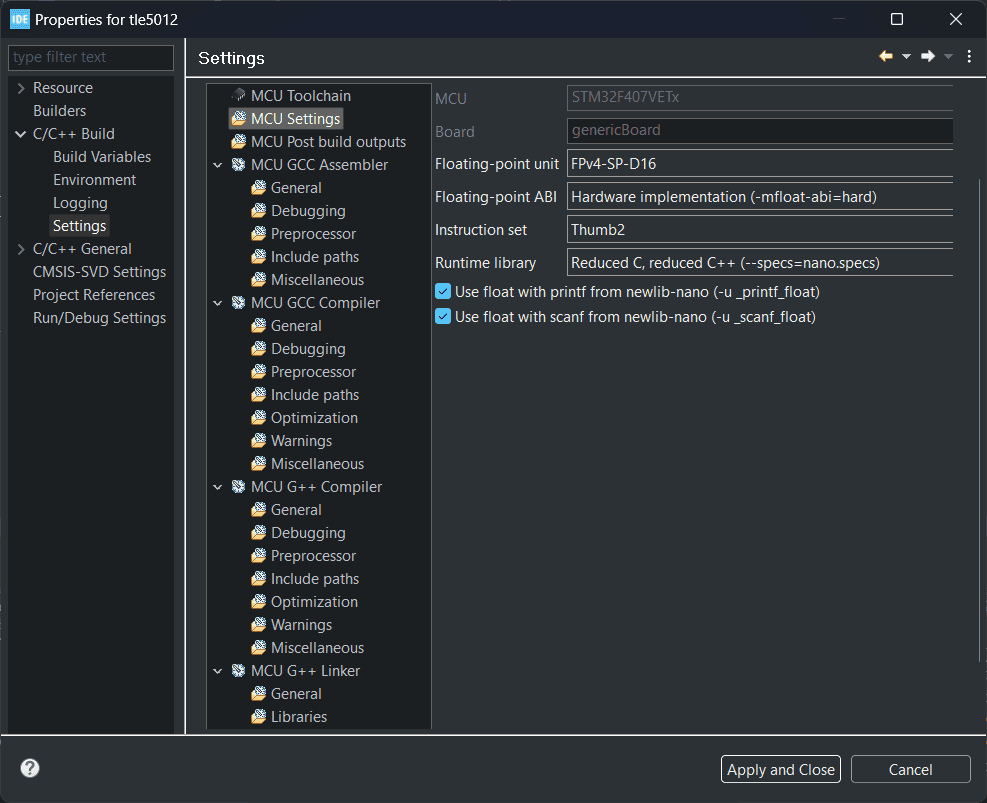 IDE Properties for tle5012
type filter text
Resource
Builders
C/C++ Build
Build Variables
Environment
Logging
Settings
C/C++ General
CMSIS-SVD Settings
Project References
Run/Debug Settings
Settings
MCU Toolchain
MCU Settings
MCU Post build outputs
MCU GCC Assembler
General
Debugging
Preprocessor
Include paths
Miscellaneous
MCU GCC Compiler
General
Debugging
Preprocessor
Include paths
Optimization
Warnings
Miscellaneous
MCU G++ Compiler
General
Debugging
Preprocessor
Include paths
Optimization
Warnings
Miscellaneous
MCU G++ Linker
General
Libraries
MCU STM32F407VETx
Board genericBoard
Floating-point unit FPv4-SP-D16
Floating-point ABI Hardware implementation (-mfloat-abi=hard)
Instruction set Thumb2
Runtime library Reduced C, reduced C++ (--specs=nano.specs)
Use float with printf from newlib-nano (-u _printf_float)
Use float with scanf from newlib-nano (-u _scanf_float)
?
Apply and Close
Cancel